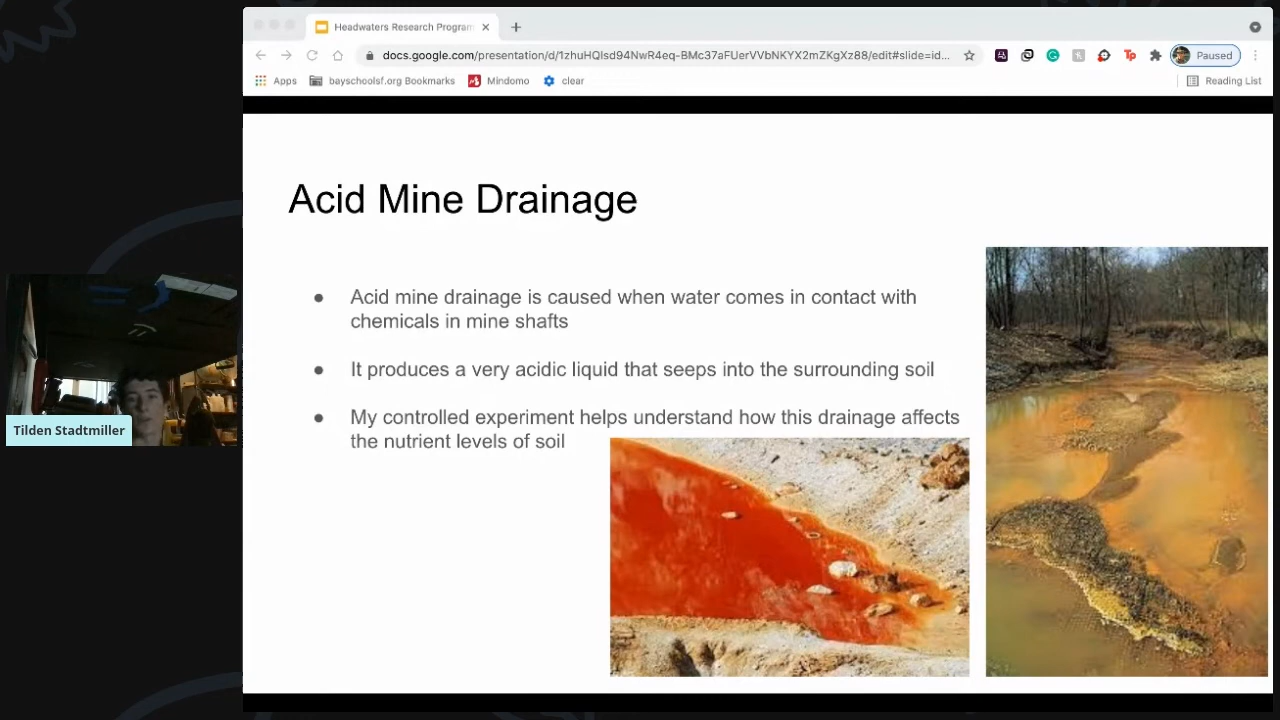 Headwaters Research Program
docs.google.com/presentation/d/1zhuHQlsd94NwR4eq-BMc37aFUerVVbNKYX2mZKgXz88/edit#slide=id...
Paused
Apps
bayschoolsf.org Bookmarks
Mindomo
clear
Reading List
Acid Mine Drainage
● Acid mine drainage is caused when water comes in contact with
chemicals in mine shafts
● It produces a very acidic liquid that seeps into the surrounding soil
● My controlled experiment helps understand how this drainage affects
the nutrient levels of soil
Tilden Stadtmiller